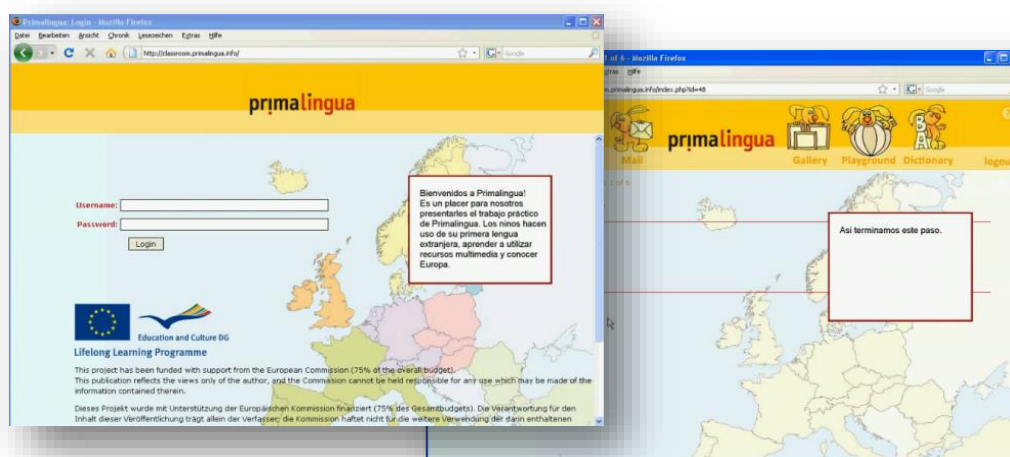 Primalingua: Login - Mozilla Firefox
Datei Bearbeiten Ansicht Chronik Lesezeichen Extras Hilfe
http://classroom.primalingua.info/
Google
primalingua
Username:
Password:
Login
Bienvenidos a Primalingua!
Es un placer para nosotros
presentarles el trabajo práctico
de Primalingua. Los ninos hacen
uso de su primera lengua
extranjera, aprender a utilizar
recursos multimedia y conocer
Europa.
Education and Culture DG
Lifelong Learning Programme
This project has been funded with support from the European Commission (75% of the overall budget).
This publication reflects the views only of the author, and the Commission cannot be held responsible for any use which may be made of the
information contained therein.
Dieses Projekt wurde mit Unterstützung der Europäischen Kommission finanziert (75% des Gesamtbudgets). Die Verantwortung für den
Inhalt dieser Veröffentlichung trägt allein der Verfasser; die Kommission haftet nicht für die weitere Verwendung der darin enthaltenen
1 of 6 - Mozilla Firefox
Extras Hilfe
.primalingua.info/index.php?id=48
Google
Mail
primalingua
Gallery Playground Dictionary
logou
1 of 6
Asi terminamos este paso.